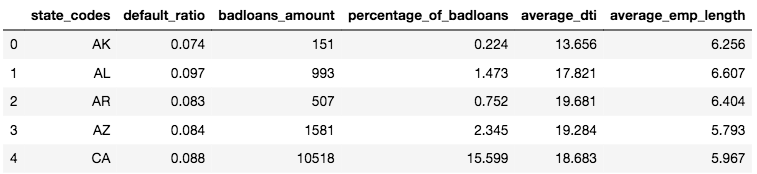 state_codes default_ratio badloans_amount percentage_of_badloans average_dti average_emp_length
0 AK 0.074 151 0.224 13.656 6.256
1 AL 0.097 993 1.473 17.821 6.607
2 AR 0.083 507 0.752 19.681 6.404
3 AZ 0.084 1581 2.345 19.284 5.793
4 CA 0.088 10518 15.599 18.683 5.967